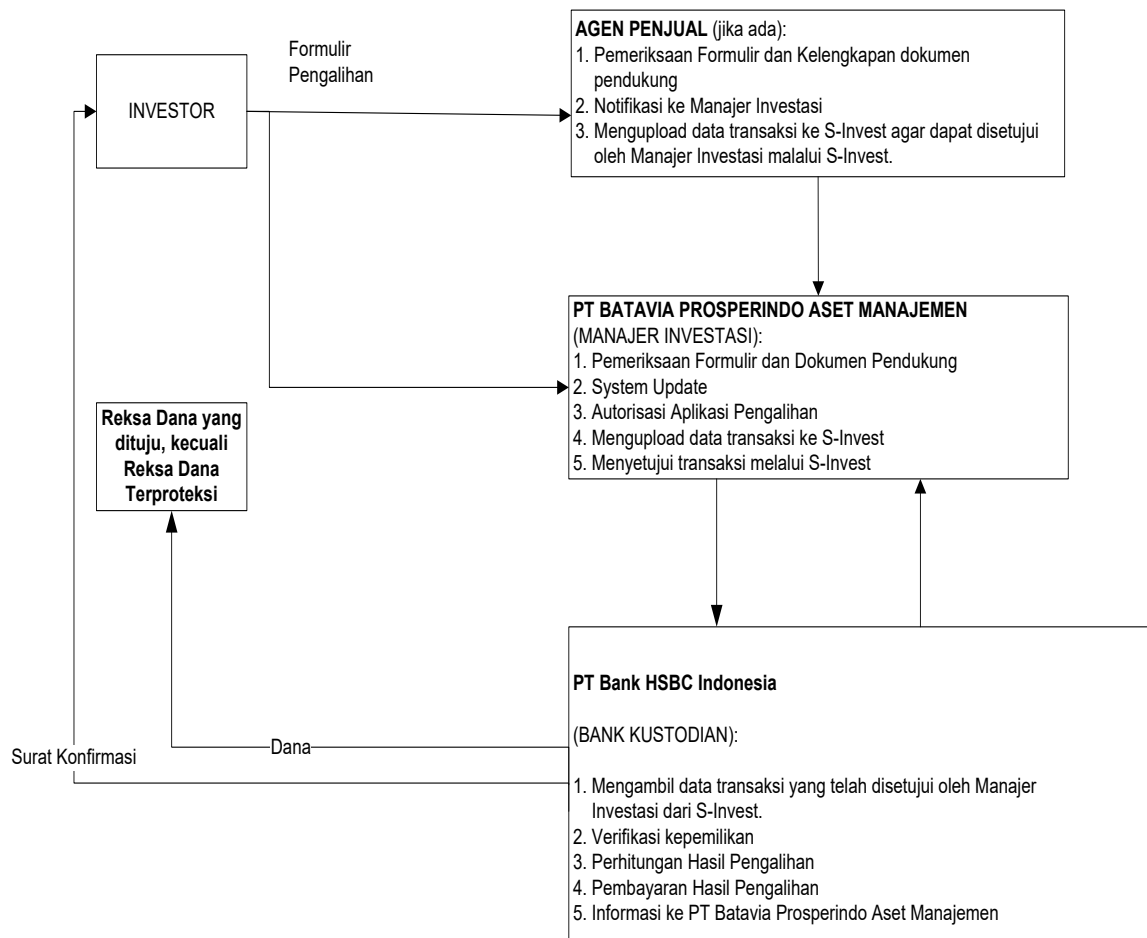 Formulir
Pengalihan
INVESTOR
AGEN PENJUAL (jika ada):
1. Pemeriksaan Formulir dan Kelengkapan dokumen
pendukung
2. Notifikasi ke Manajer Investasi
3. Mengupload data transaksi ke S-Invest agar dapat disetujui
oleh Manajer Investasi malalui S-Invest.
PT BATAVIA PROSPERINDO ASET MANAJEMEN
(MANAJER INVESTASI):
1. Pemeriksaan Formulir dan Dokumen Pendukung
2. System Update
3. Autorisasi Aplikasi Pengalihan
4. Mengupload data transaksi ke S-Invest
5. Menyetujui transaksi melalui S-Invest
Reksa Dana yang
dituju, kecuali
Reksa Dana
Terproteksi
Surat Konfirmasi
Dana
PT Bank HSBC Indonesia
(BANK KUSTODIAN):
1. Mengambil data transaksi yang telah disetujui oleh Manajer
Investasi dari S-Invest.
2. Verifikasi kepemilikan
3. Perhitungan Hasil Pengalihan
4. Pembayaran Hasil Pengalihan
5. Informasi ke PT Batavia Prosperindo Aset Manajemen